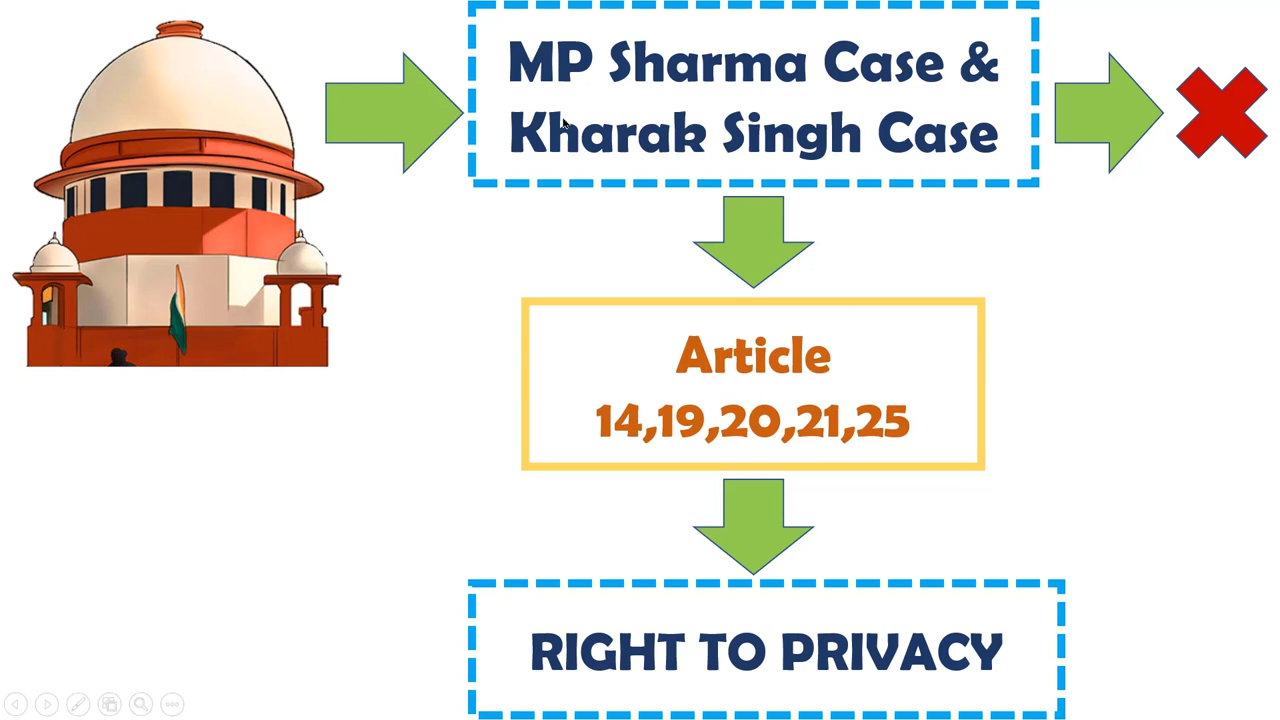 MP Sharma Case &
Kharak Singh Case
Article
14,19,20,21,25
RIGHT TO PRIVACY